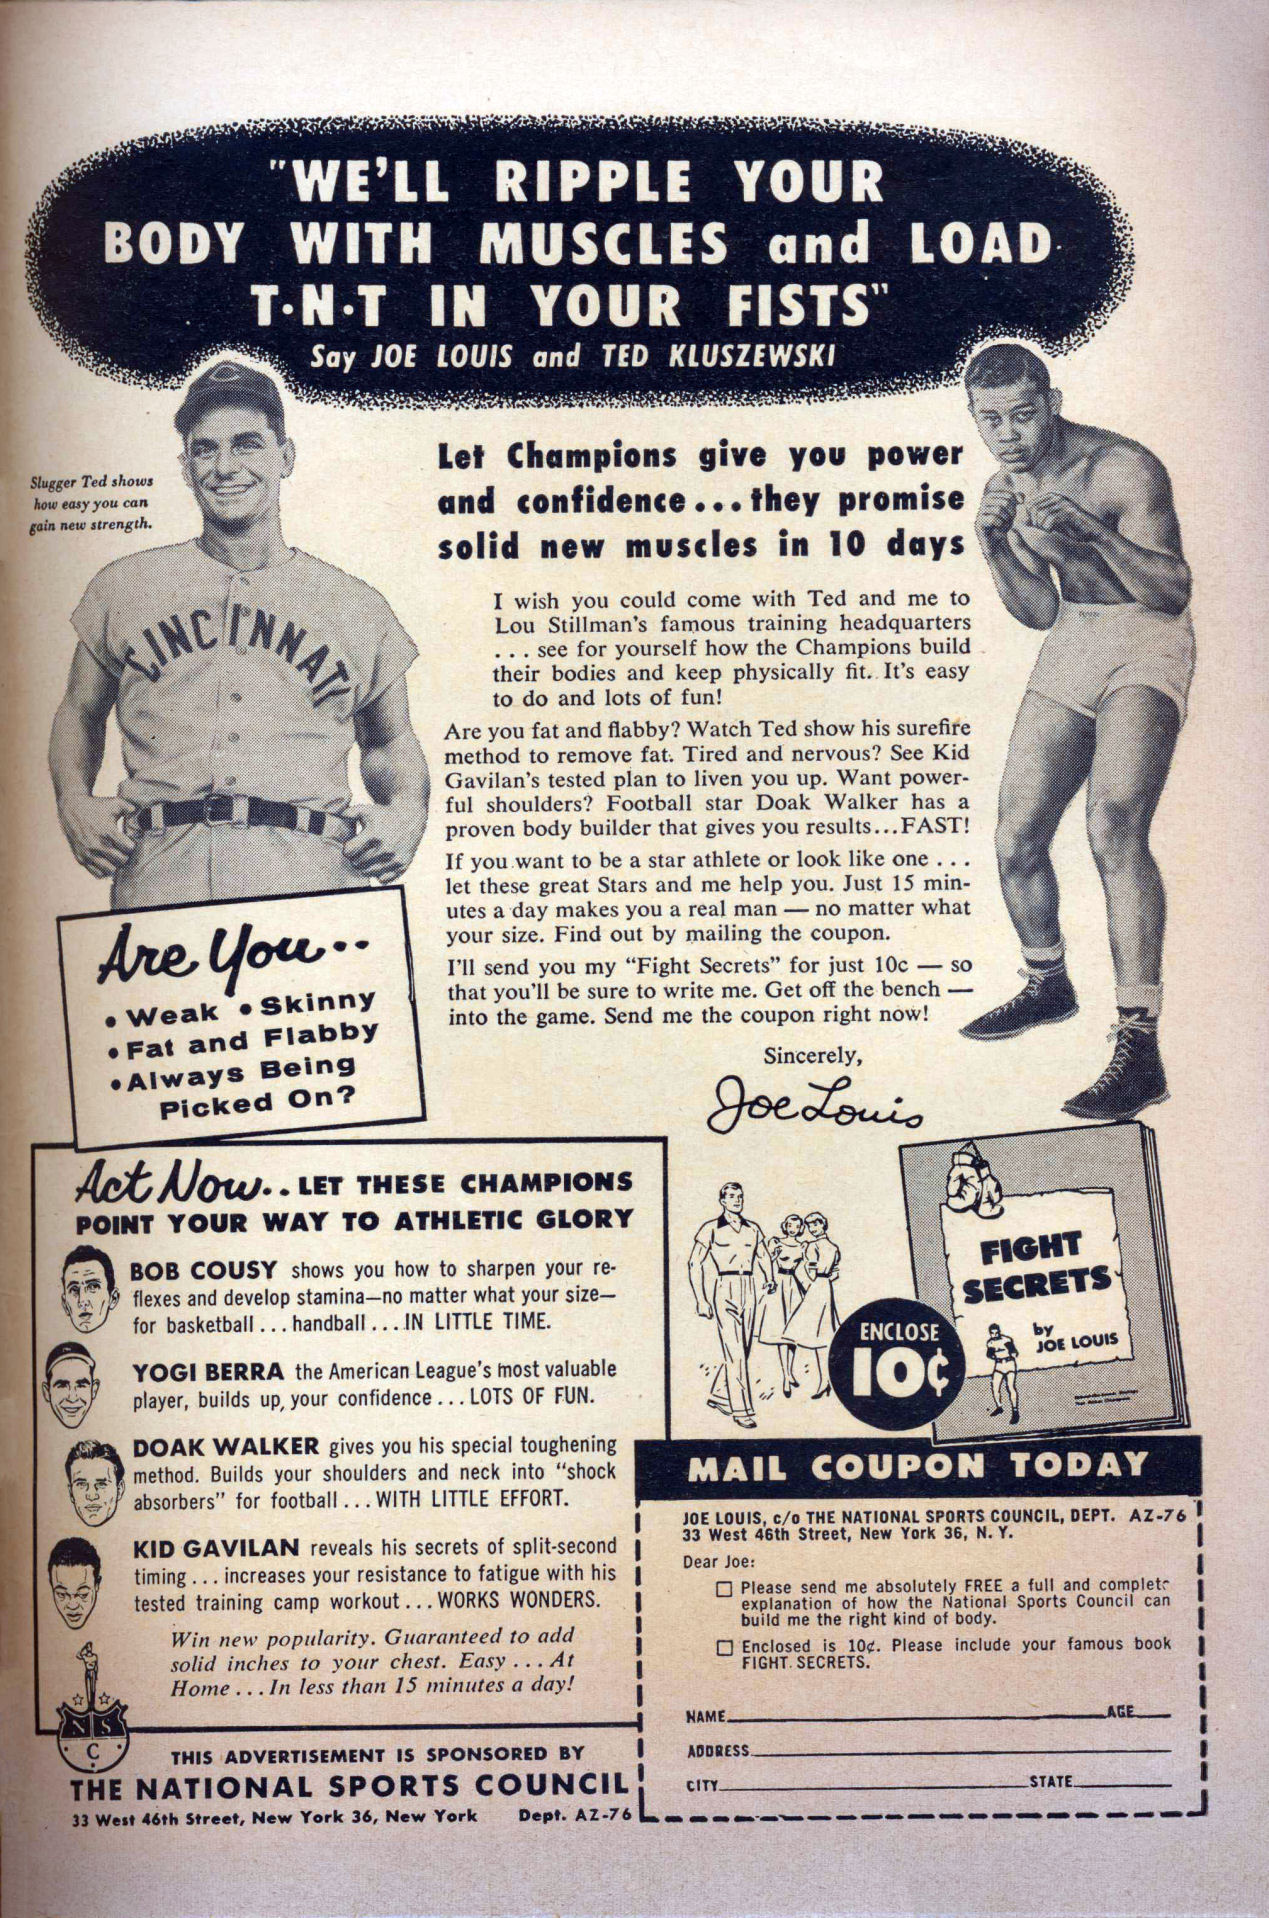 "WE'LL RIPPLE YOUR
BODY WITH MUSCLES and LOAD
T·N·T IN YOUR FISTS"
Say JOE LOUIS and TED KLUSZEWSKI
Slugger Ted shows
how easy you can
gain new strength.
CINCINNATI
Let Champions give you power
and confidence...they promise
solid new muscles in 10 days
I wish you could come with Ted and me to
Lou Stillman's famous training headquarters
. . . see for yourself how the Champions build
their bodies and keep physically fit. It's easy
to do and lots of fun!
Are you fat and flabby? Watch Ted show his surefire
method to remove fat. Tired and nervous? See Kid
Gavilan's tested plan to liven you up. Want power-
ful shoulders? Football star Doak Walker has a
proven body builder that gives you results...FAST!
If you want to be a star athlete or look like one . . .
let these great Stars and me help you. Just 15 min-
utes a day makes you a real man — no matter what
your size. Find out by mailing the coupon.
I'll send you my "Fight Secrets" for just 10c — so
that you'll be sure to write me. Get off the bench —
into the game. Send me the coupon right now!
Sincerely,
Joe Louis
Are You..
• Weak • Skinny
• Fat and Flabby
• Always Being
Picked On?
Act Now.. LET THESE CHAMPIONS
POINT YOUR WAY TO ATHLETIC GLORY
BOB COUSY shows you how to sharpen your re-
flexes and develop stamina—no matter what your size—
for basketball ... handball ... IN LITTLE TIME.
YOGI BERRA the American League's most valuable
player, builds up your confidence ... LOTS OF FUN.
DOAK WALKER gives you his special toughening
method. Builds your shoulders and neck into "shock
absorbers" for football ... WITH LITTLE EFFORT.
KID GAVILAN reveals his secrets of split-second
timing ... increases your resistance to fatigue with his
tested training camp workout ... WORKS WONDERS.
Win new popularity. Guaranteed to add
solid inches to your chest. Easy ... At
Home ... In less than 15 minutes a day!
N S
C
THIS ADVERTISEMENT IS SPONSORED BY
THE NATIONAL SPORTS COUNCIL
33 West 46th Street, New York 36, New York Dept. AZ-76
FIGHT
SECRETS
by
JOE LOUIS
ENCLOSE
10¢
MAIL COUPON TODAY
JOE LOUIS, c/o THE NATIONAL SPORTS COUNCIL, DEPT. AZ-76
33 West 46th Street, New York 36, N. Y.
Dear Joe:
Please send me absolutely FREE a full and complete
explanation of how the National Sports Council can
build me the right kind of body.
Enclosed is 10¢. Please include your famous book
FIGHT SECRETS.
NAME AGE
ADDRESS
CITY STATE